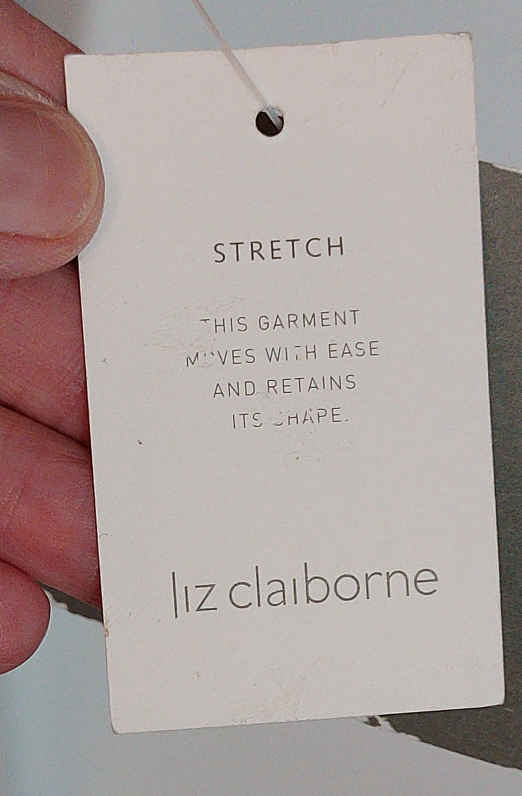 STRETCH
THIS GARMENT
MOVES WITH EASE
AND RETAINS
ITS SHAPE.
liz claiborne